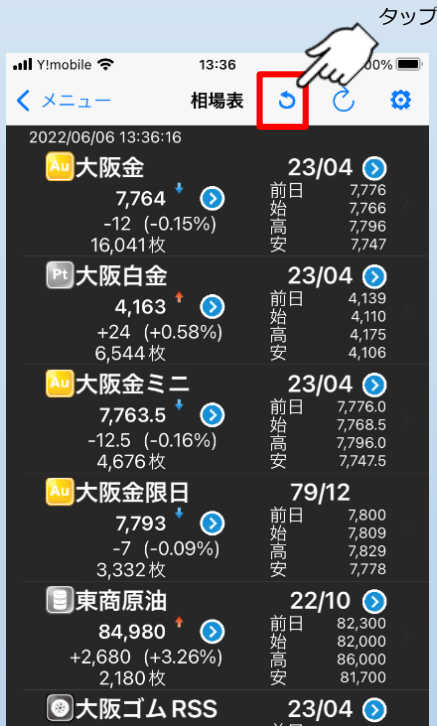 タップ
Y!mobile 13:36 00%
メニュー 相場表
2022/06/06 13:36:16
Au 大阪金 23/04
7,764 前日 7,776
始 7,766
-12 (-0.15%) 高 7,796
16,041枚 安 7,747
Pt 大阪白金 23/04
4,163 前日 4,139
始 4,110
+24 (+0.58%) 高 4,175
6,544枚 安 4,106
Au 大阪金ミニ 23/04
7,763.5 前日 7,776.0
始 7,768.5
-12.5 (-0.16%) 高 7,796.0
4,676枚 安 7,747.5
Au 大阪金限日 79/12
7,793 前日 7,800
始 7,809
-7 (-0.09%) 高 7,829
3,332枚 安 7,778
東商原油 22/10
84,980 前日 82,300
始 82,000
+2,680 (+3.26%) 高 86,000
2,180枚 安 81,700
大阪ゴム RSS 23/04